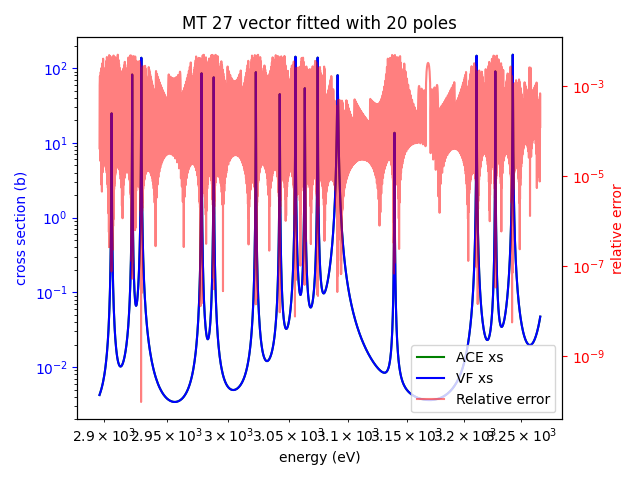 MT 27 vector fitted with 20 poles
10²
10¹
10⁰
10⁻¹
10⁻²
cross section (b)
10⁻³
10⁻⁵
10⁻⁷
10⁻⁹
relative error
ACE xs
VF xs
Relative error
2.9 × 10³ 2.95 × 10³ 3 × 10³ 3.05 × 10³ 3.1 × 10³ 3.15 × 10³ 3.2 × 10³ 3.25 × 10³
energy (eV)